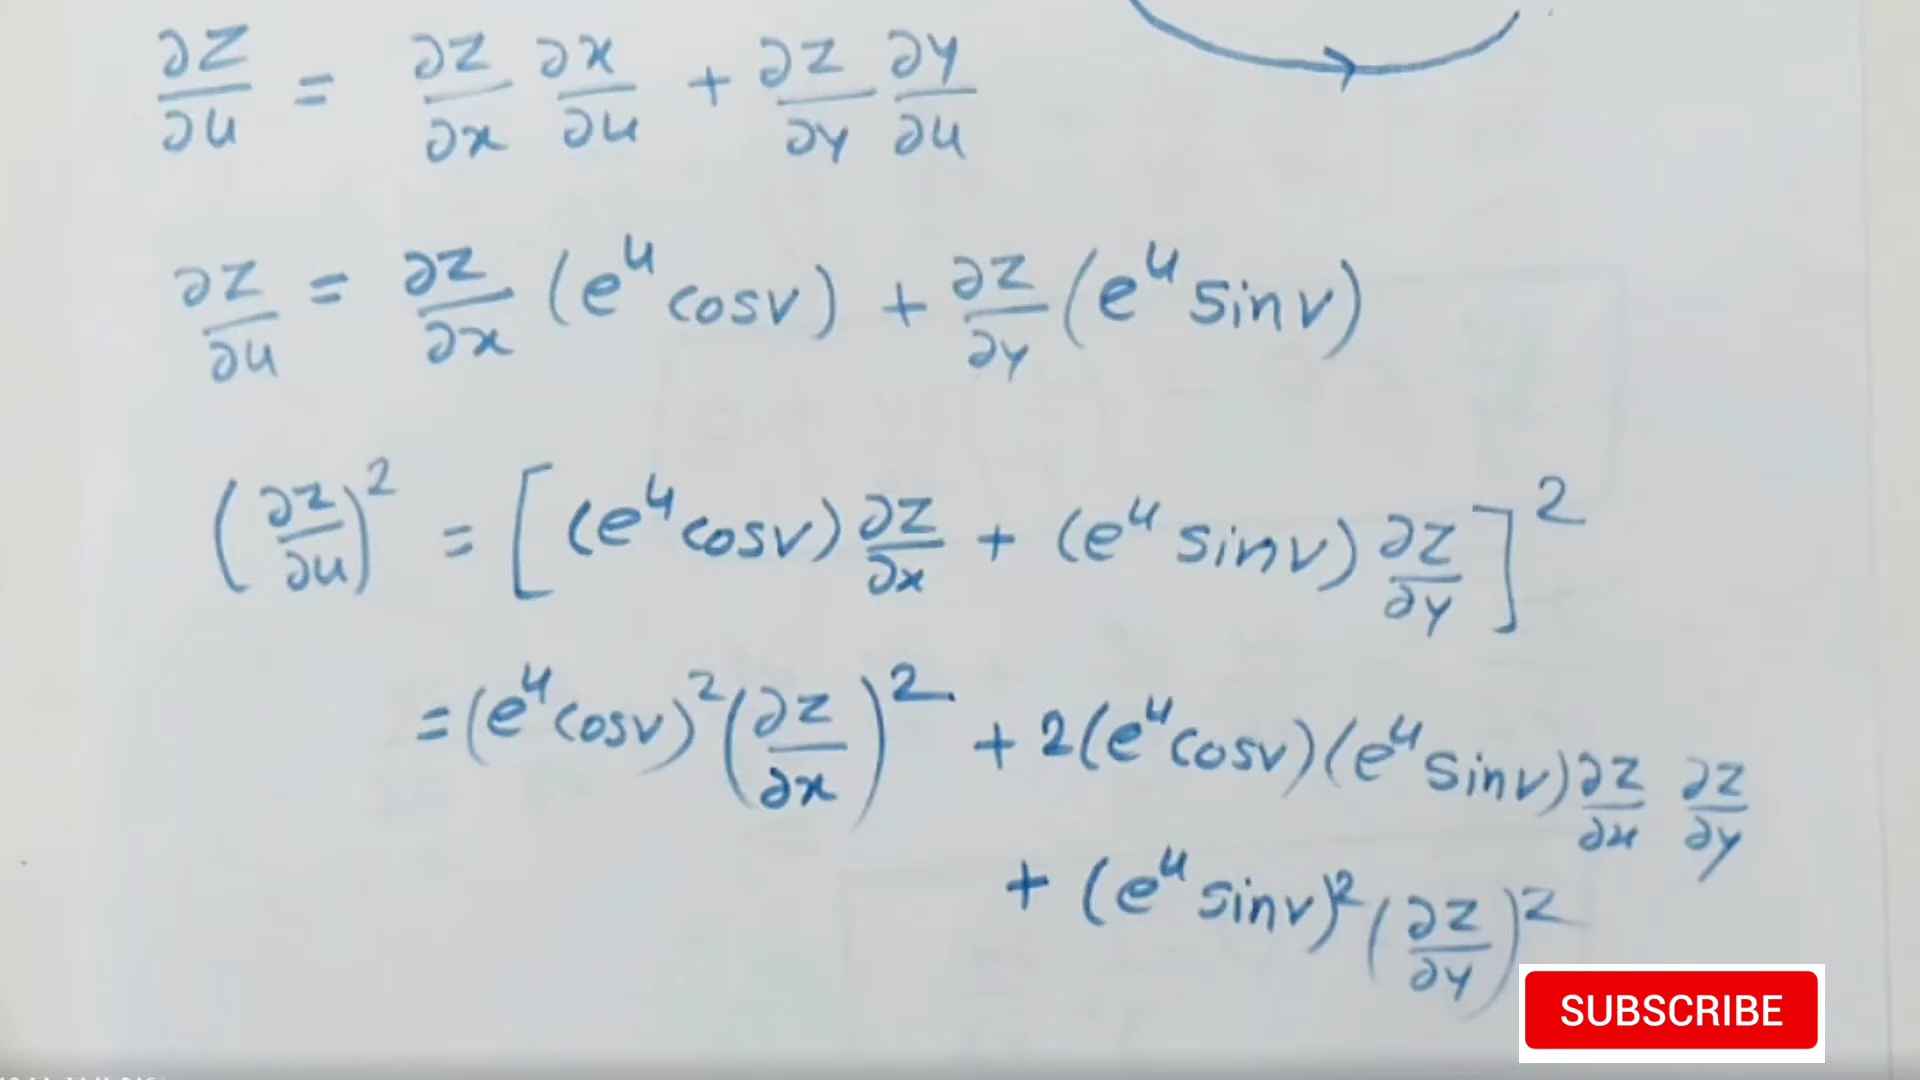 ∂z/∂u = ∂z/∂x ∂x/∂u + ∂z/∂y ∂y/∂u
∂z/∂u = ∂z/∂x (e^u cosv) + ∂z/∂y (e^u sinv)
(∂z/∂u)^2 = [(e^u cosv) ∂z/∂x + (e^u sinv) ∂z/∂y]^2
= (e^u cosv)^2 (∂z/∂x)^2 + 2(e^u cosv)(e^u sinv) ∂z/∂x ∂z/∂y
+ (e^u sinv)^2 (∂z/∂y)^2
SUBSCRIBE